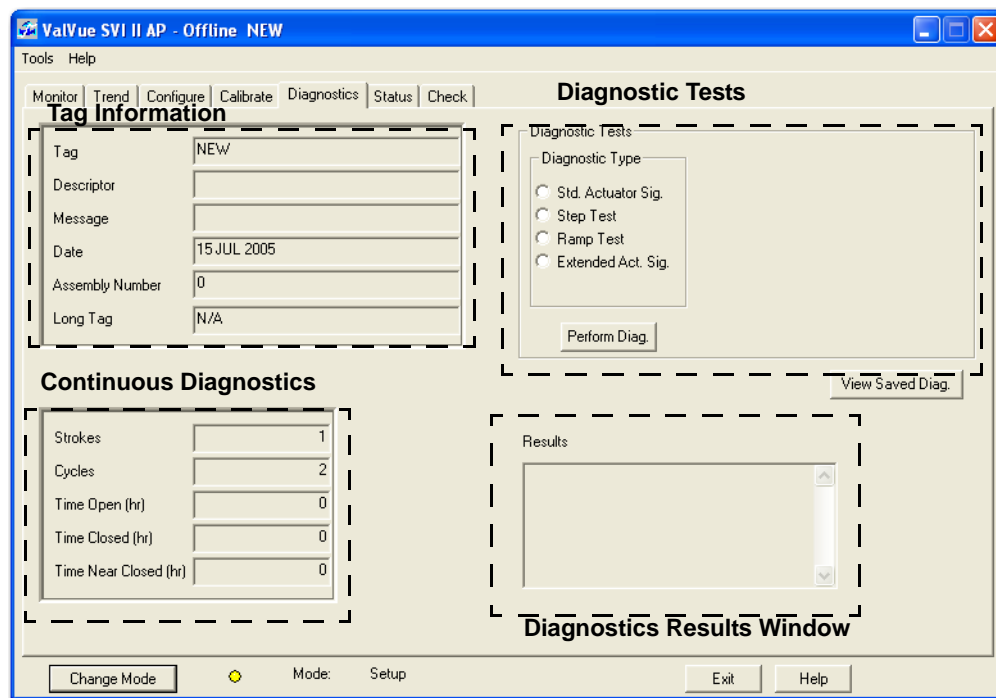 ValVue SVI II AP - Offline NEW
Tools Help
Monitor Trend Configure Calibrate Diagnostics Status Check
Diagnostic Tests
Tag Information
Tag NEW
Descriptor
Message
Date 15 JUL 2005
Assembly Number 0
Long Tag N/A
Diagnostic Tests
Diagnostic Type
Std. Actuator Sig.
Step Test
Ramp Test
Extended Act. Sig.
Perform Diag.
View Saved Diag.
Continuous Diagnostics
Strokes 1
Cycles 2
Time Open (hr) 0
Time Closed (hr) 0
Time Near Closed (hr) 0
Results
Diagnostics Results Window
Change Mode Mode: Setup Exit Help